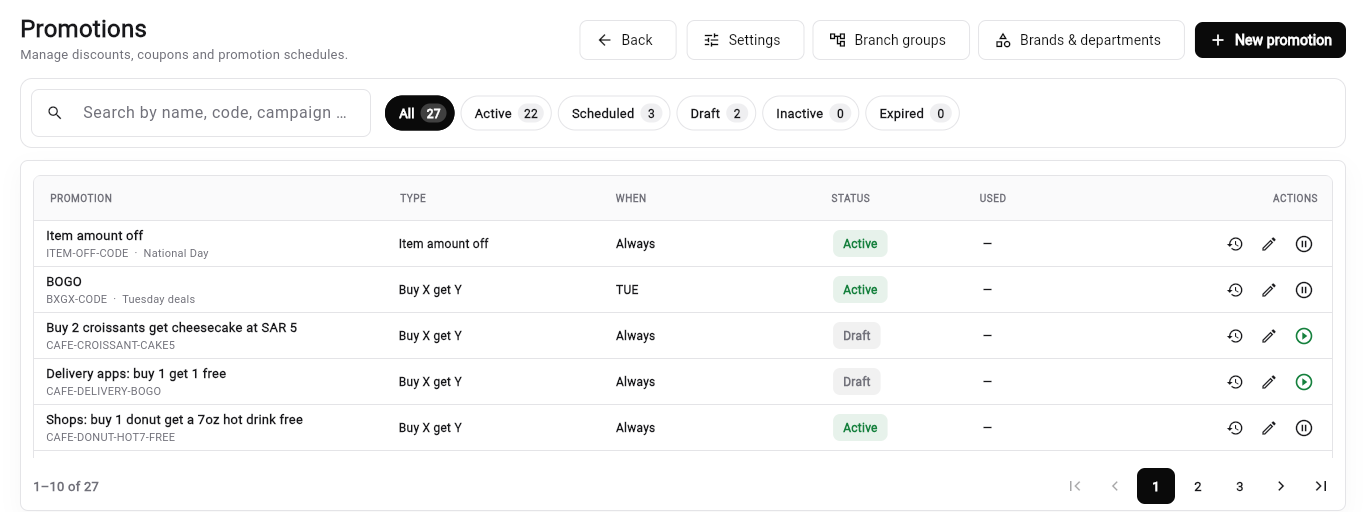 Promotions
Manage discounts, coupons and promotion schedules.
Back
Settings
Branch groups
Brands & departments
New promotion
Search by name, code, campaign ...
All 27
Active 22
Scheduled 3
Draft 2
Inactive 0
Expired 0
PROMOTION TYPE WHEN STATUS USED ACTIONS
Item amount off
ITEM-OFF-CODE · National Day
Item amount off Always Active —
BOGO
BXGX-CODE · Tuesday deals
Buy X get Y TUE Active —
Buy 2 croissants get cheesecake at SAR 5
CAFE-CROISSANT-CAKE5
Buy X get Y Always Draft —
Delivery apps: buy 1 get 1 free
CAFE-DELIVERY-BOGO
Buy X get Y Always Draft —
Shops: buy 1 donut get a 7oz hot drink free
CAFE-DONUT-HOT7-FREE
Buy X get Y Always Active —
1–10 of 27
1 2 3